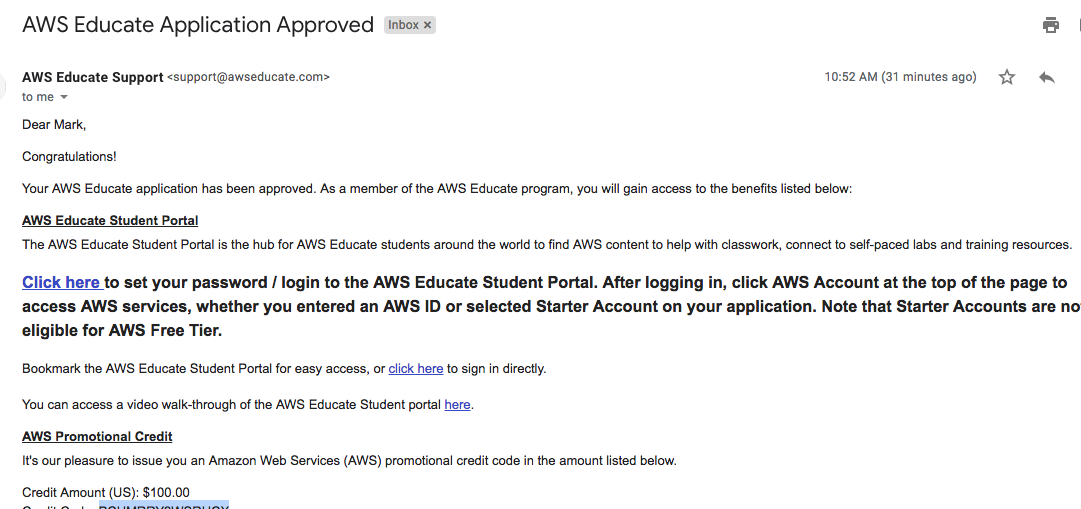 AWS Educate Application Approved Inbox ×
AWS Educate Support <support@awseducate.com> 10:52 AM (31 minutes ago)
to me
Dear Mark,
Congratulations!
Your AWS Educate application has been approved. As a member of the AWS Educate program, you will gain access to the benefits listed below:
AWS Educate Student Portal
The AWS Educate Student Portal is the hub for AWS Educate students around the world to find AWS content to help with classwork, connect to self-paced labs and training resources.
Click here to set your password / login to the AWS Educate Student Portal. After logging in, click AWS Account at the top of the page to
access AWS services, whether you entered an AWS ID or selected Starter Account on your application. Note that Starter Accounts are no
eligible for AWS Free Tier.
Bookmark the AWS Educate Student Portal for easy access, or click here to sign in directly.
You can access a video walk-through of the AWS Educate Student portal here.
AWS Promotional Credit
It's our pleasure to issue you an Amazon Web Services (AWS) promotional credit code in the amount listed below.
Credit Amount (US): $100.00